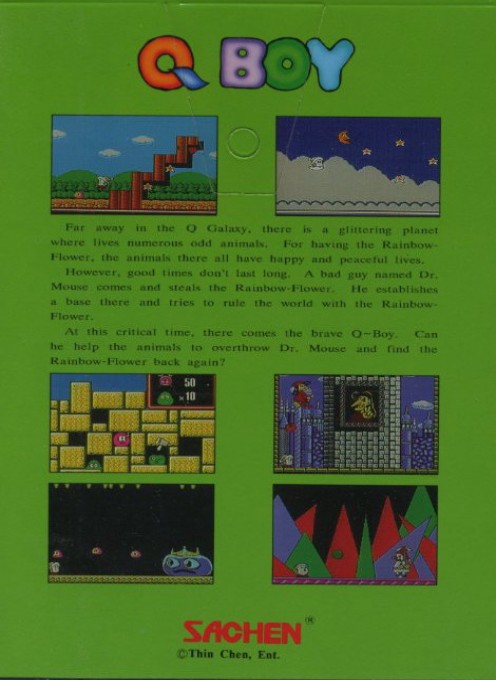 Q BOY
Far away in the Q Galaxy, there is a glittering planet
where lives numerous odd animals. For having the Rainbow-
Flower, the animals there all have happy and peaceful lives.
However, good times don't last long. A bad guy named Dr.
Mouse comes and steals the Rainbow-Flower. He establishes
a base there and tries to rule the world with the Rainbow-
Flower.
At this critical time, there comes the brave Q-Boy. Can
he help the animals to overthrow Dr. Mouse and find the
Rainbow-Flower back again?
50
10
SACHEN®
©Thin Chen, Ent.